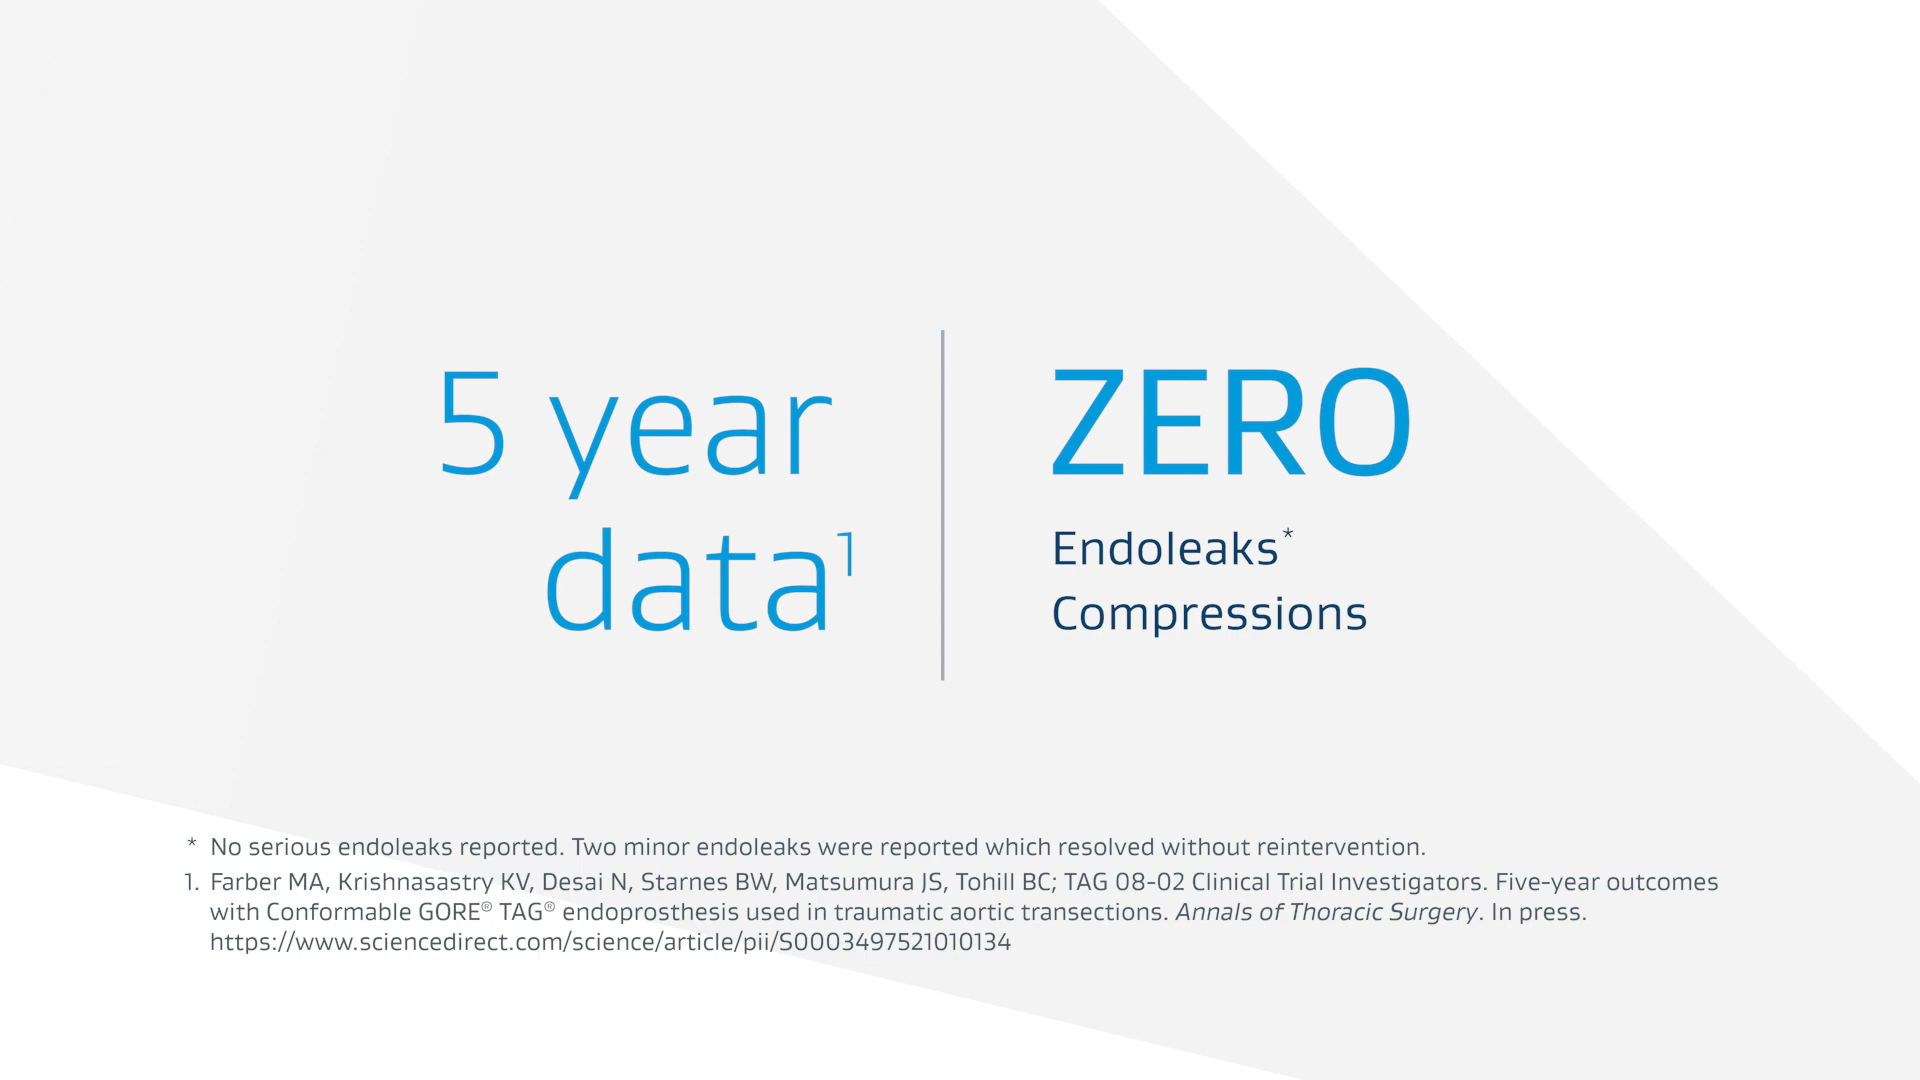 5 year
data¹
ZERO
Endoleaks*
Compressions
* No serious endoleaks reported. Two minor endoleaks were reported which resolved without reintervention.
1. Farber MA, Krishnasastry KV, Desai N, Starnes BW, Matsumura JS, Tohill BC; TAG 08-02 Clinical Trial Investigators. Five-year outcomes
with Conformable GORE® TAG® endoprosthesis used in traumatic aortic transections. Annals of Thoracic Surgery. In press.
https://www.sciencedirect.com/science/article/pii/S0003497521010134